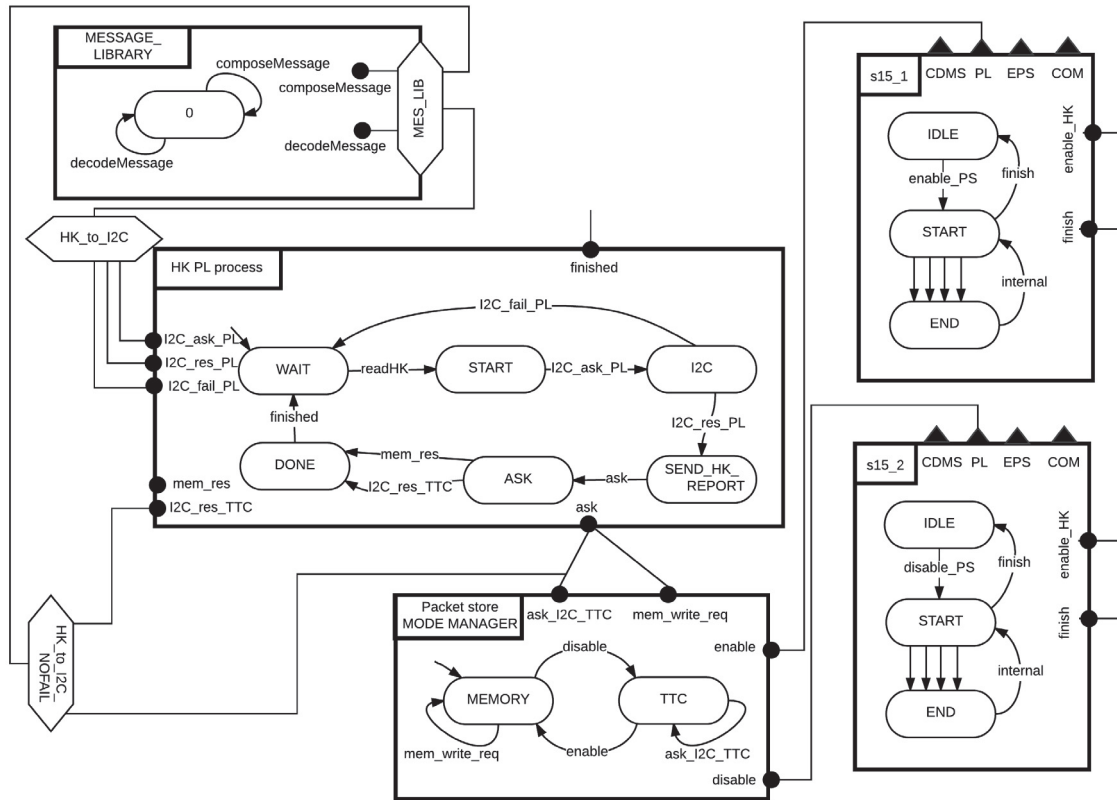 MESSAGE_
LIBRARY
composeMessage
composeMessage
0
decodeMessage
decodeMessage
MES_LIB
HK_to_I2C
HK PL process
finished
I2C_ask_PL
I2C_res_PL
I2C_fail_PL
mem_res
I2C_res_TTC
I2C_fail_PL
WAIT
readHK
START
I2C_ask_PL
I2C
finished
I2C_res_PL
DONE
mem_res
I2C_res_TTC
ASK
ask
SEND_HK_
REPORT
ask
HK_to_I2C_
NOFAIL
Packet store
MODE MANAGER
ask_I2C_TTC
mem_write_req
enable
disable
disable
MEMORY
TTC
mem_write_req
enable
ask_I2C_TTC
s15_1
CDMS
PL
EPS
COM
enable_HK
finish
IDLE
enable_PS
finish
START
internal
END
s15_2
CDMS
PL
EPS
COM
enable_HK
finish
IDLE
disable_PS
finish
START
internal
END